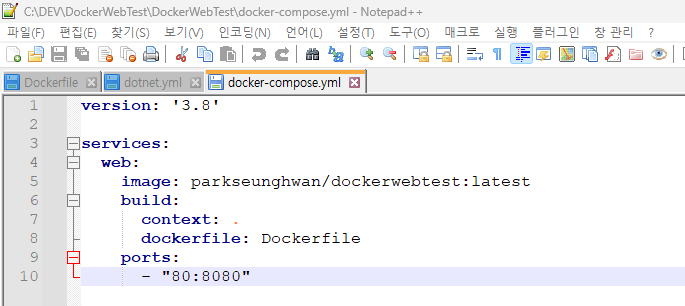 C:\DEV\DockerWebTest\DockerWebTest\docker-compose.yml - Notepad++
파일(F) 편집(E) 찾기(S) 보기(V) 인코딩(N) 언어(L) 설정(T) 도구(O) 매크로 실행 플러그인 창 관리 ?
Dockerfile dotnet.yml docker-compose.yml
1 version: '3.8'
2
3 services:
4 web:
5 image: parkseunghwan/dockerwebtest:latest
6 build:
7 context: .
8 dockerfile: Dockerfile
9 ports:
10 - "80:8080"